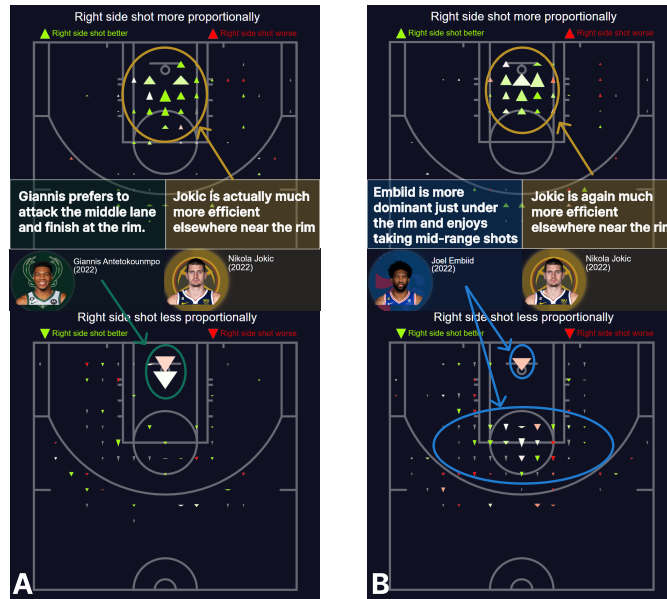 Right side shot more proportionally
Right side shot better
Right side shot worse
Giannis prefers to
attack the middle lane
and finish at the rim.
Jokic is actually much
more efficient
elsewhere near the rim
Giannis Antetokounmpo
(2022)
Nikola Jokic
(2022)
Right side shot less proportionally
Right side shot better
Right side shot worse
A
Right side shot more proportionally
Right side shot better
Right side shot worse
Embiid is more
dominant just under
the rim and enjoys
taking mid-range shots
Jokic is again much
more efficient
elsewhere near the rim
Joel Embiid
(2022)
Nikola Jokic
(2022)
Right side shot less proportionally
Right side shot better
Right side shot worse
B